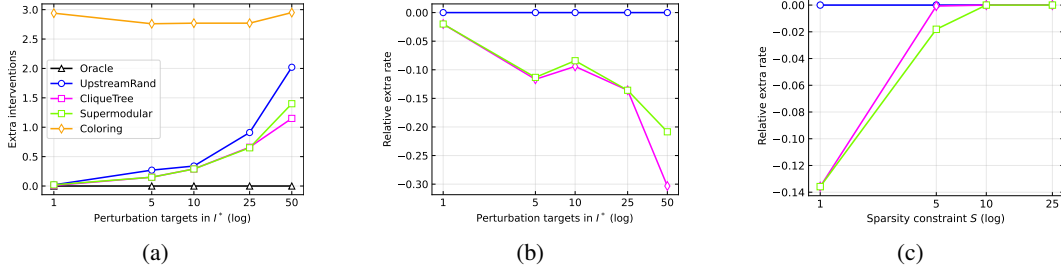 3.0
2.5
2.0
1.5
1.0
0.5
0.0
Extra interventions
Oracle
UpstreamRand
CliqueTree
Supermodular
Coloring
1
5
10
25
50
Perturbation targets in I* (log)
(a)
0.00
−0.05
−0.10
−0.15
−0.20
−0.25
−0.30
Relative extra rate
1
5
10
25
50
Perturbation targets in I* (log)
(b)
0.00
−0.02
−0.04
−0.06
−0.08
−0.10
−0.12
−0.14
Relative extra rate
1
5
10
25
Sparsity constraint S (log)
(c)